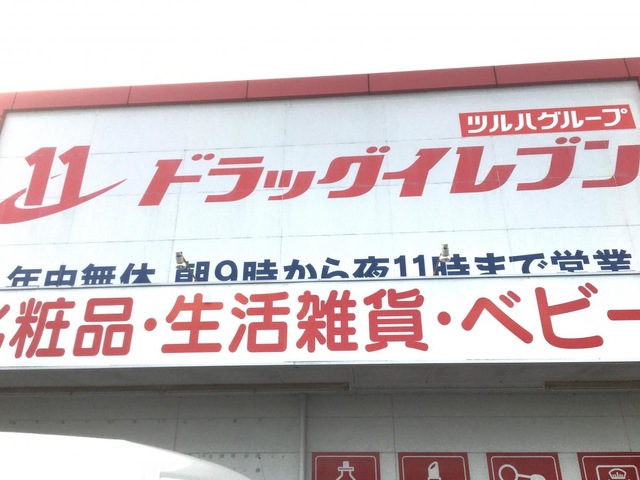 ツルハグループ
11 ドラッグイレブン
年中無休 朝9時から夜11時まで営業
化粧品・生活雑貨・ベビー